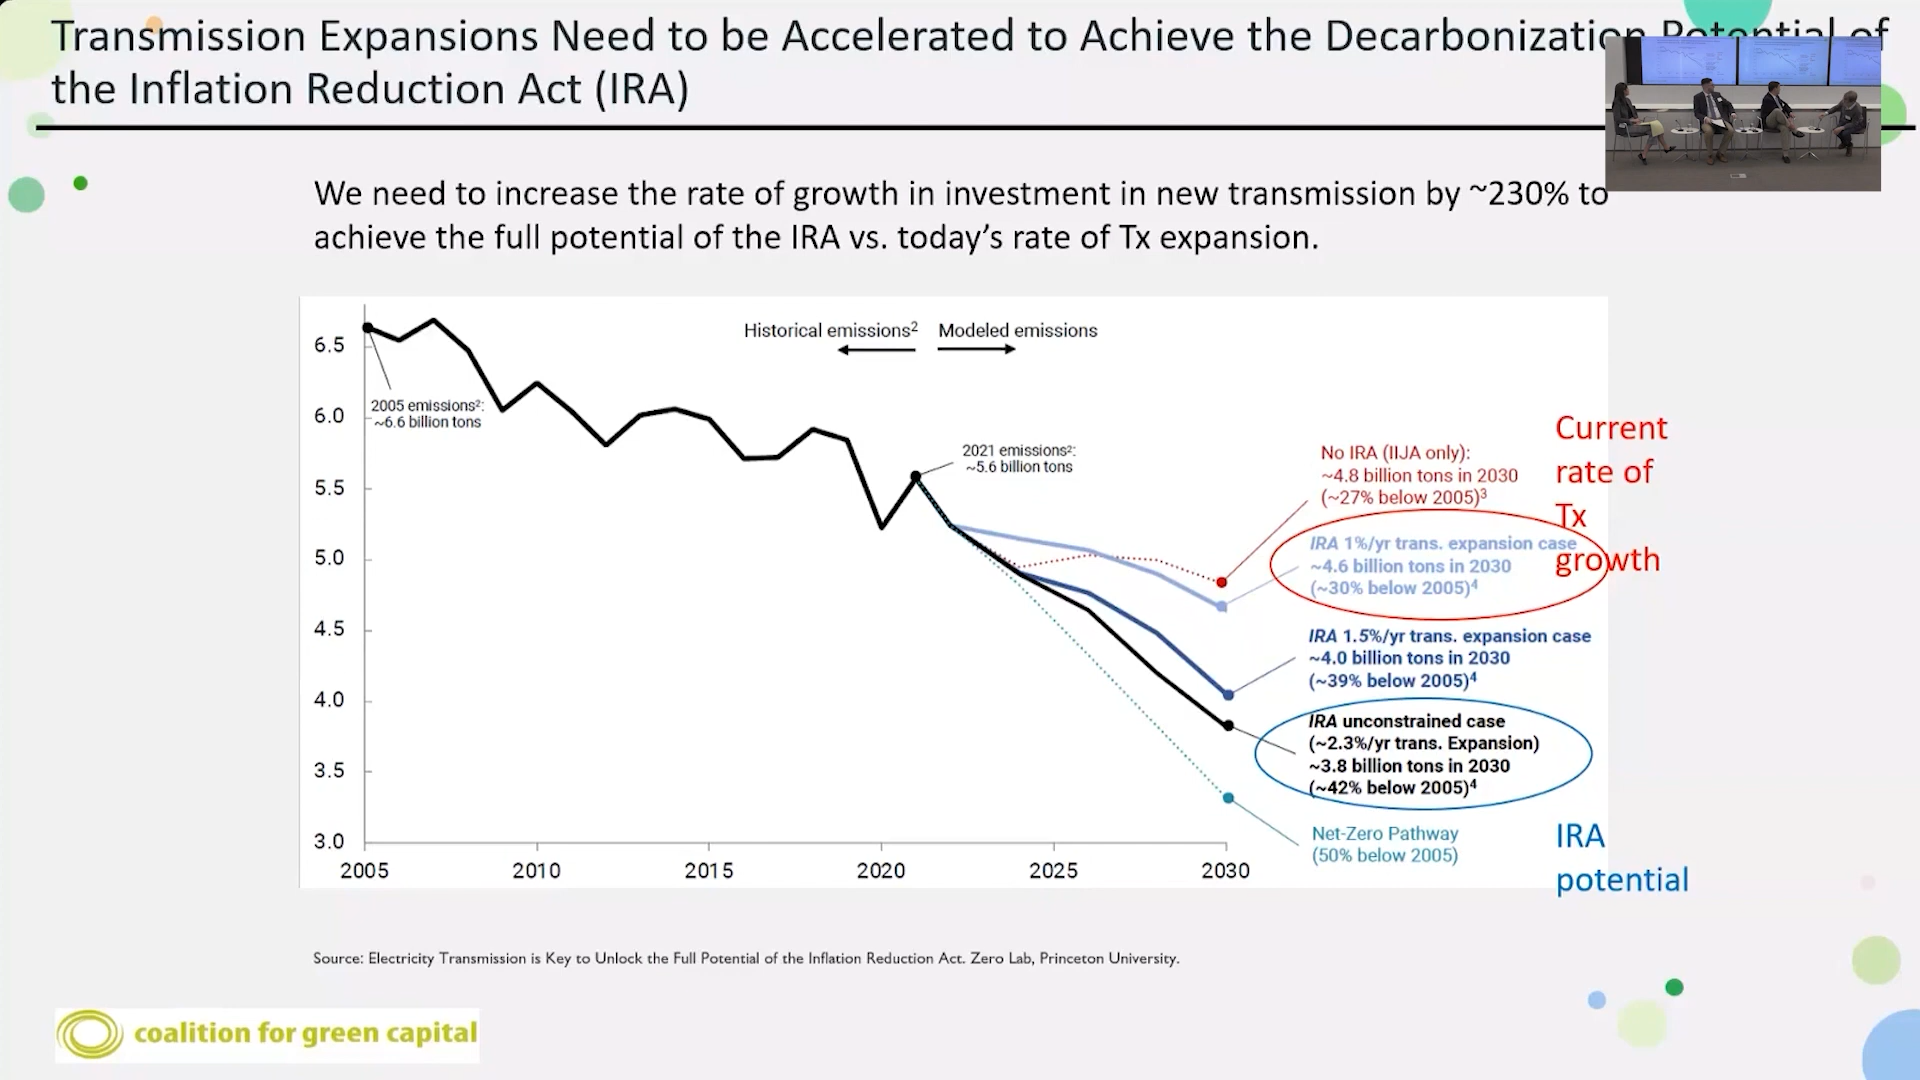 Transmission Expansions Need to be Accelerated to Achieve the Decarbonization Potential of
the Inflation Reduction Act (IRA)
We need to increase the rate of growth in investment in new transmission by ~230% to
achieve the full potential of the IRA vs. today's rate of Tx expansion.
Historical emissions²
Modeled emissions
6.5
6.0
5.5
5.0
4.5
4.0
3.5
3.0
2005
2010
2015
2020
2025
2030
2005 emissions²:
~6.6 billion tons
2021 emissions²:
~5.6 billion tons
No IRA (IIJA only):
~4.8 billion tons in 2030
(~27% below 2005)³
IRA 1%/yr trans. expansion case
~4.6 billion tons in 2030
(~30% below 2005)⁴
IRA 1.5%/yr trans. expansion case
~4.0 billion tons in 2030
(~39% below 2005)⁴
IRA unconstrained case
(~2.3%/yr trans. Expansion)
~3.8 billion tons in 2030
(~42% below 2005)⁴
Net-Zero Pathway
(50% below 2005)
Current
rate of
Tx
growth
IRA
potential
Source: Electricity Transmission is Key to Unlock the Full Potential of the Inflation Reduction Act. Zero Lab, Princeton University.
coalition for green capital